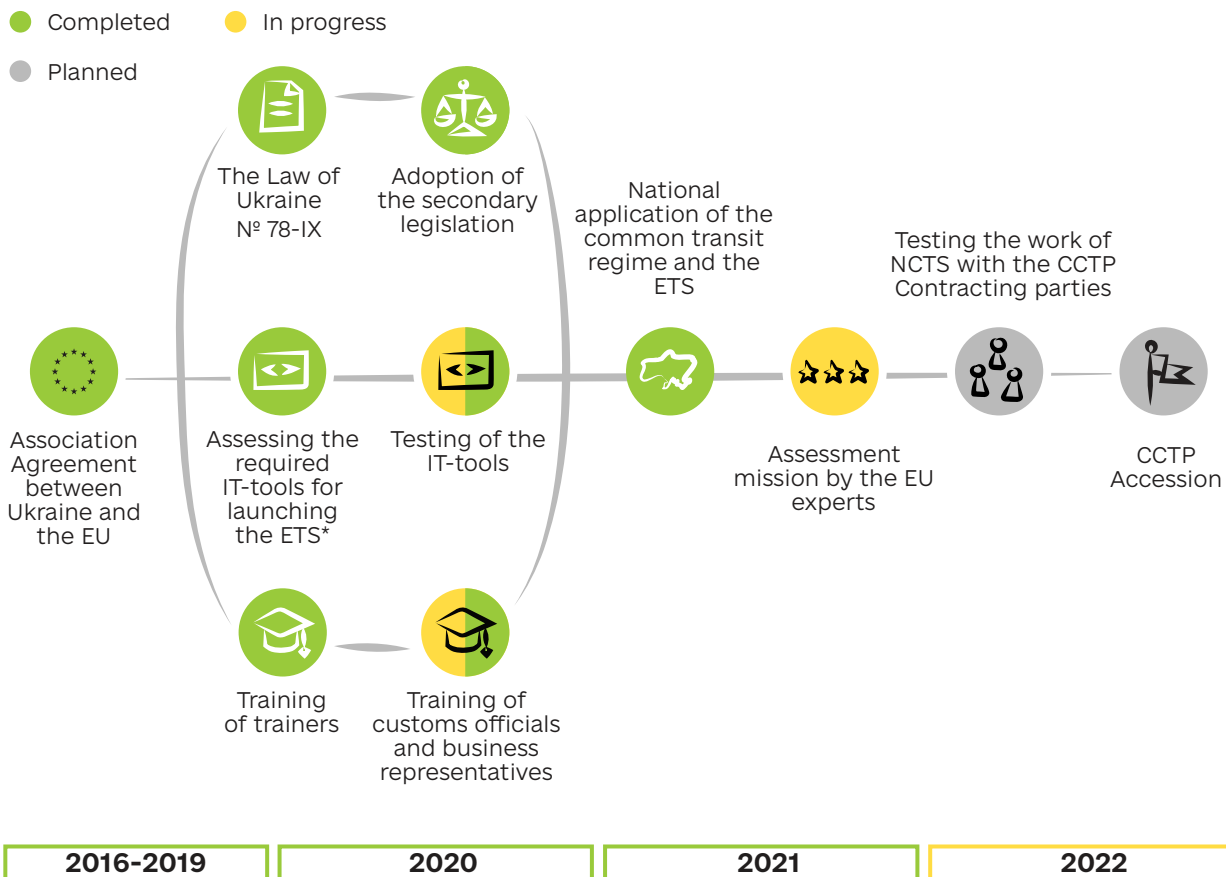 Completed
In progress
Planned
The Law of
Ukraine
Nº 78-IX
Adoption of
the secondary
legislation
National
application of the
common transit
regime and the
ETS
Testing the work of
NCTS with the CCTP
Contracting parties
Association
Agreement
between
Ukraine and
the EU
Assessing the
required
IT-tools for
launching
the ETS*
Testing of the
IT-tools
Assessment
mission by the EU
experts
CCTP
Accession
Training
of trainers
Training of
customs officials
and business
representatives
2016-2019
2020
2021
2022